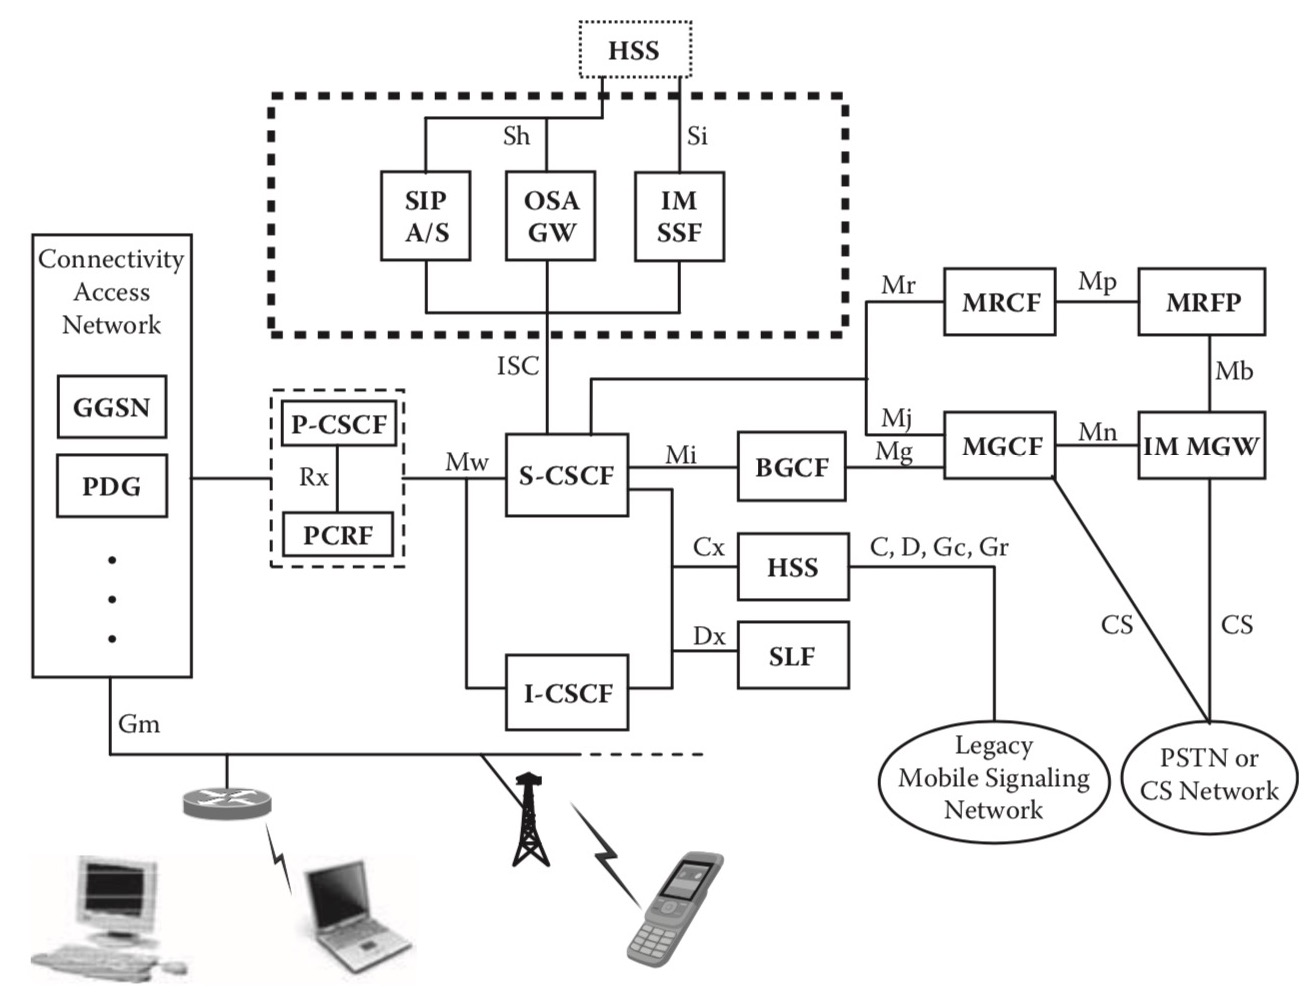 HSS
Sh
Si
SIP
A/S
OSA
GW
IM
SSF
Connectivity
Access
Network
GGSN
PDG
P-CSCF
Rx
PCRF
Mw
ISC
S-CSCF
I-CSCF
Mi
BGCF
Mr
MRCF
Mp
MRFP
Mb
Mj
Mg
MGCF
Mn
IM MGW
Cx
HSS
C, D, Gc, Gr
Dx
SLF
CS
CS
Gm
Legacy
Mobile Signaling
Network
PSTN or
CS Network